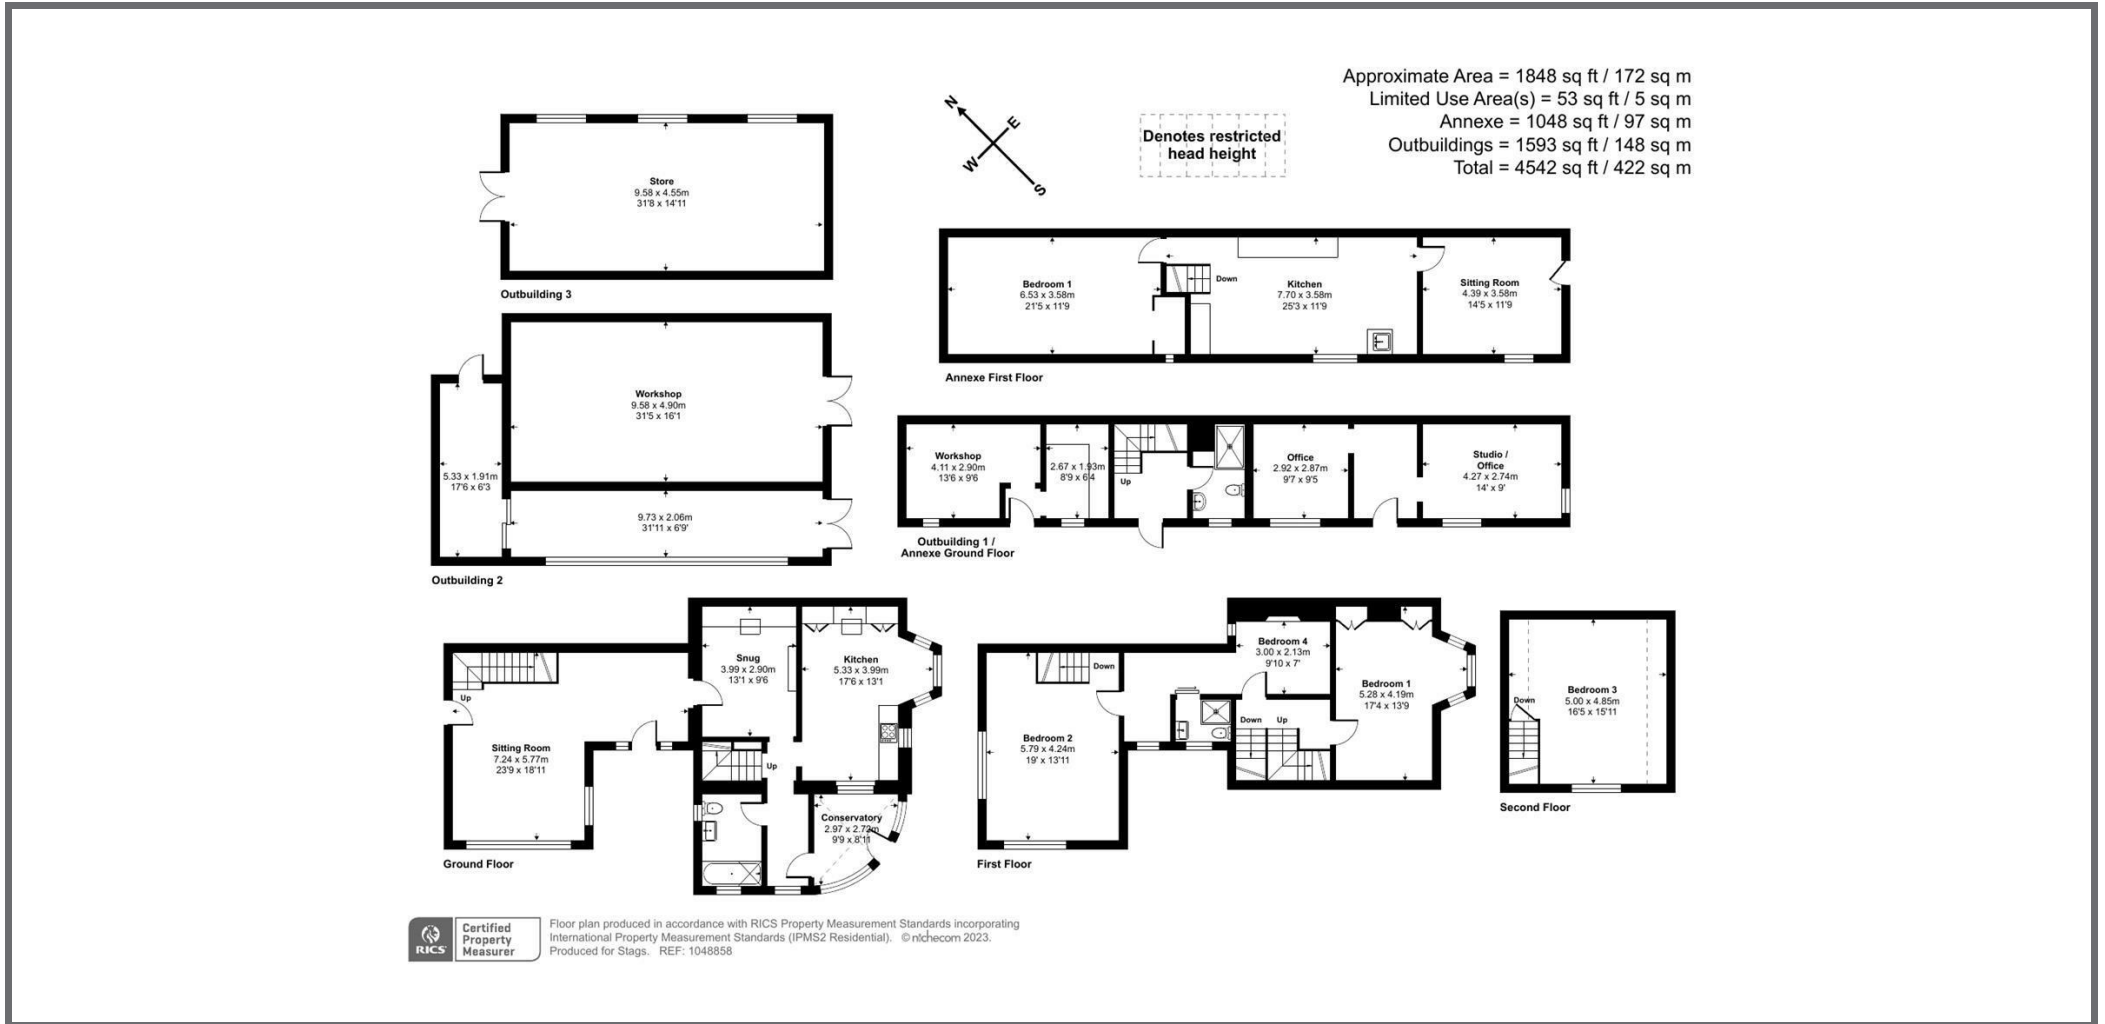 Approximate Area = 1848 sq ft / 172 sq m
Limited Use Area(s) = 53 sq ft / 5 sq m
Annexe = 1048 sq ft / 97 sq m
Outbuildings = 1593 sq ft / 148 sq m
Total = 4542 sq ft / 422 sq m
N
E
W
S
Denotes restricted
head height
Store
9.58 x 4.55m
31'8 x 14'11
Outbuilding 3
Bedroom 1
6.53 x 3.58m
21'5 x 11'9
Down
Kitchen
7.70 x 3.58m
25'3 x 11'9
Sitting Room
4.39 x 3.58m
14'5 x 11'9
Annexe First Floor
Workshop
9.58 x 4.90m
31'5 x 16'1
5.33 x 1.91m
17'6 x 6'3
9.73 x 2.06m
31'11 x 6'9'
Outbuilding 2
Workshop
4.11 x 2.90m
13'6 x 9'6
2.67 x 1.93m
8'9 x 6'4
Up
Office
2.92 x 2.87m
9'7 x 9'5
Studio /
Office
4.27 x 2.74m
14' x 9'
Outbuilding 1 /
Annexe Ground Floor
Up
Sitting Room
7.24 x 5.77m
23'9 x 18'11
Snug
3.99 x 2.90m
13'1 x 9'6
Kitchen
5.33 x 3.99m
17'6 x 13'1
Up
Conservatory
2.97 x 2.72m
9'9 x 8'11
Ground Floor
Down
Bedroom 2
5.79 x 4.24m
19' x 13'11
Bedroom 4
3.00 x 2.13m
9'10 x 7'
Down
Up
Bedroom 1
5.28 x 4.19m
17'4 x 13'9
First Floor
Down
Bedroom 3
5.00 x 4.85m
16'5 x 15'11
Second Floor
RICS
Certified
Property
Measurer
Floor plan produced in accordance with RICS Property Measurement Standards incorporating
International Property Measurement Standards (IPMS2 Residential). © nichecom 2023.
Produced for Stags. REF: 1048858